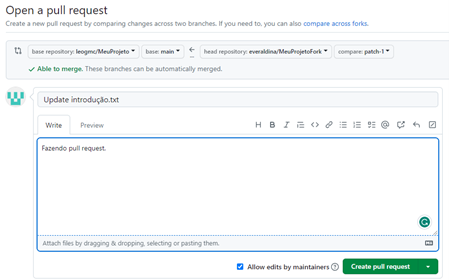 Open a pull request
Create a new pull request by comparing changes across two branches. If you need to, you can also compare across forks.
base repository: leogmc/MeuProjeto base: main head repository: everaldina/MeuProjetoFork compare: patch-1
Able to merge. These branches can be automatically merged.
Update introdução.txt
Write Preview
Fazendo pull request.
Attach files by dragging & dropping, selecting or pasting them.
Allow edits by maintainers Create pull request